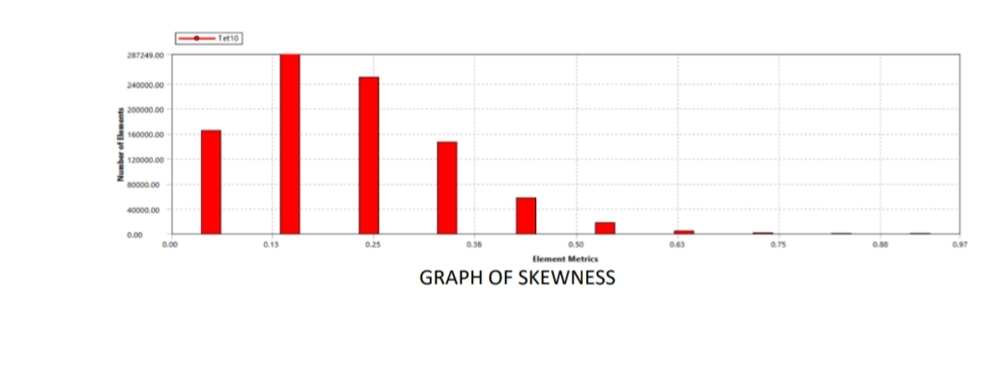 Tet10
287249.00
240000.00
200000.00
160000.00
120000.00
80000.00
40000.00
0.00
Number of Elements
0.00 0.13 0.25 0.38 0.50 0.63 0.75 0.88 0.97
Element Metrics
GRAPH OF SKEWNESS